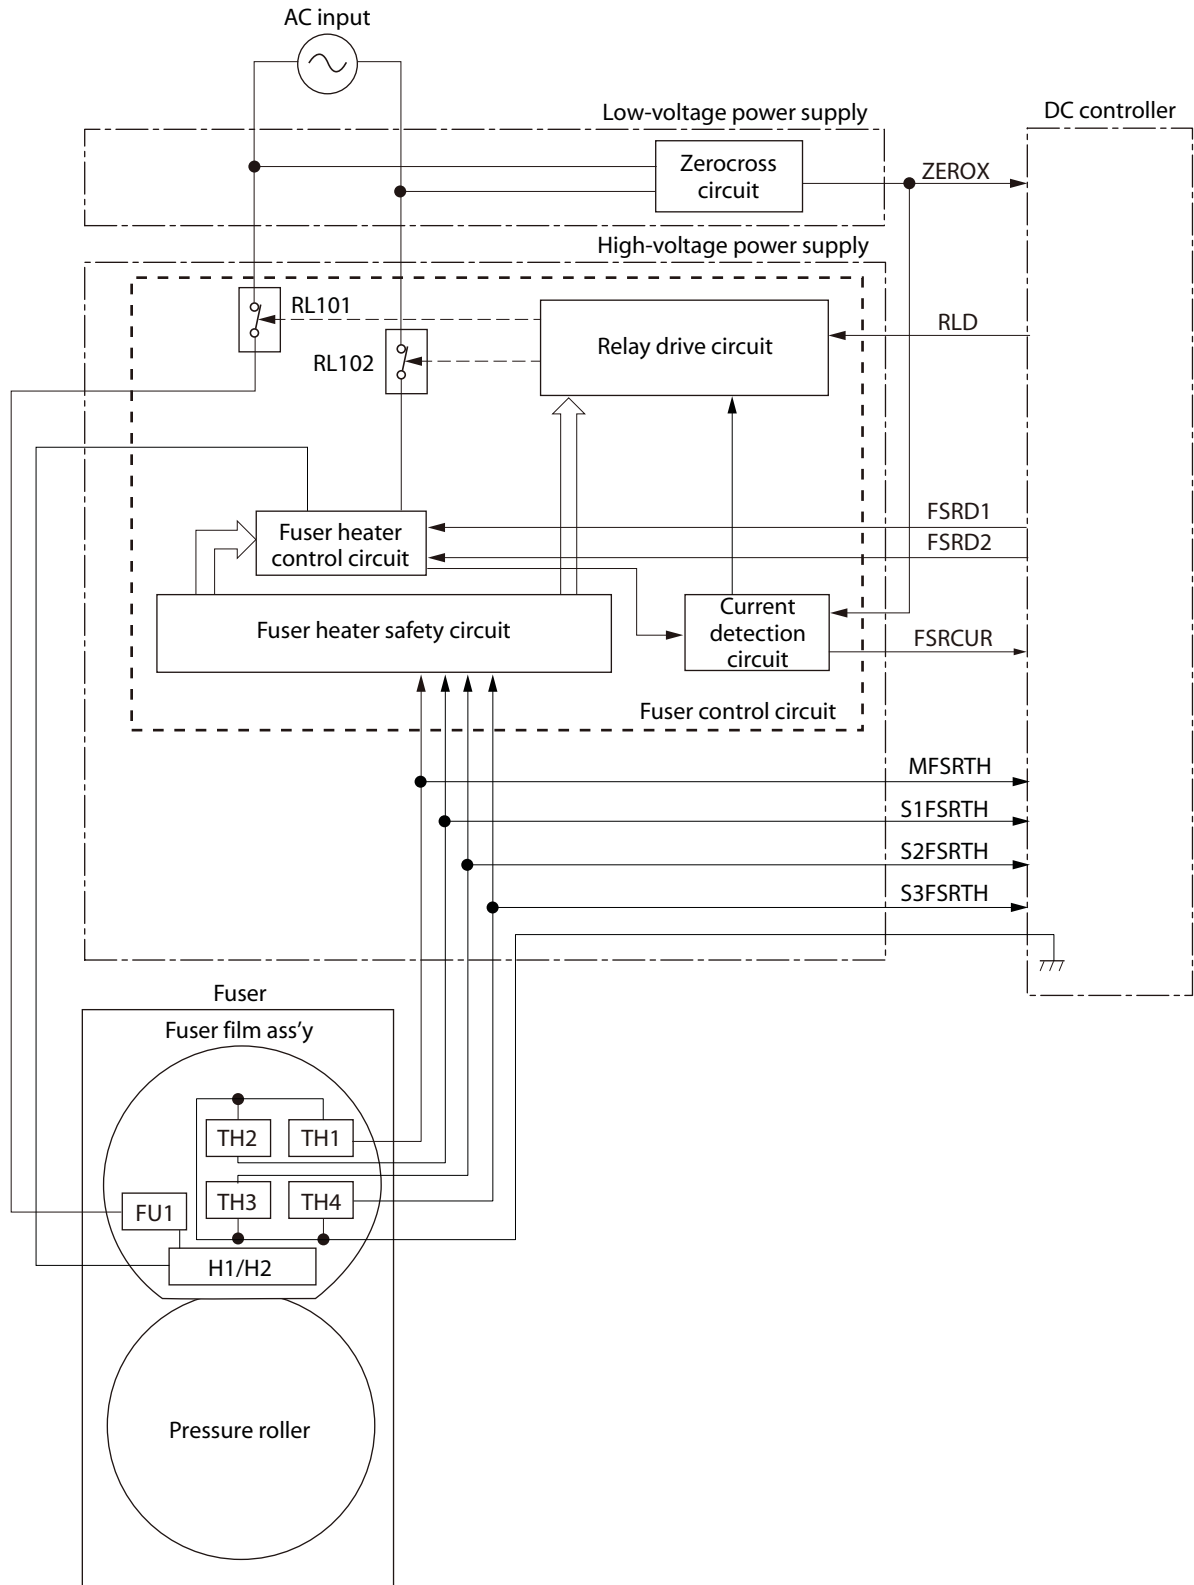 AC input
Low-voltage power supply
DC controller
Zerocross
circuit
ZEROX
High-voltage power supply
RL101
RLD
Relay drive circuit
RL102
FSRD1
Fuser heater
control circuit
FSRD2
Current
detection
circuit
Fuser heater safety circuit
FSRCUR
Fuser control circuit
MFSRTH
S1FSRTH
S2FSRTH
S3FSRTH
Fuser
Fuser film ass'y
TH2
TH1
TH3
TH4
FU1
H1/H2
Pressure roller